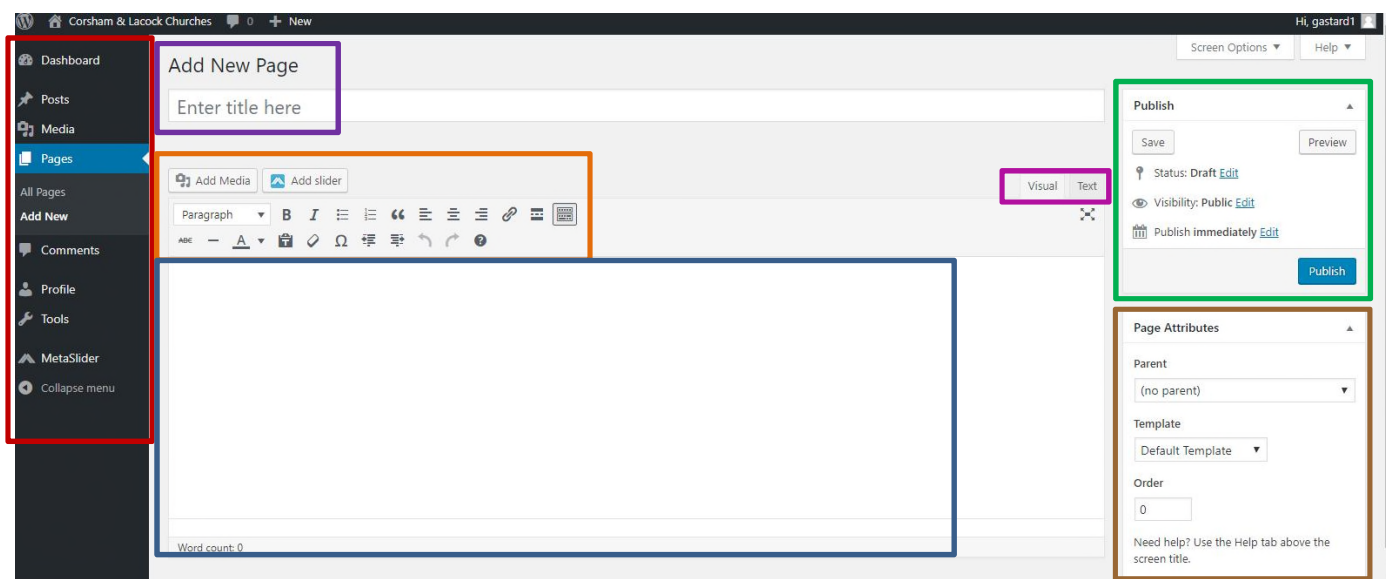 Corsham & Lacock Churches 0 + New Hi, gastard1
Screen Options ▼ Help ▼
Dashboard
Posts
Media
Pages
All Pages
Add New
Comments
Profile
Tools
MetaSlider
Collapse menu
Add New Page
Enter title here
Add Media Add slider
Visual Text
Paragraph ▼ B I “
ABC — A ▼ Ω ?
Word count: 0
Publish ▲
Save Preview
Status: Draft Edit
Visibility: Public Edit
Publish immediately Edit
Publish
Page Attributes ▲
Parent
(no parent) ▼
Template
Default Template ▼
Order
0
Need help? Use the Help tab above the
screen title.